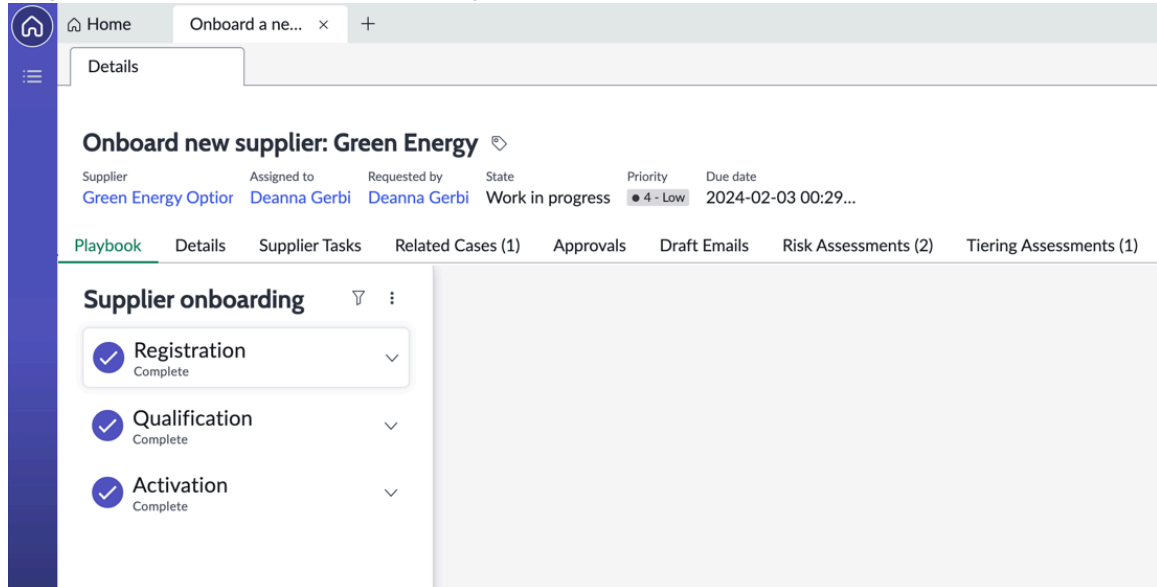 Home
Onboard a ne...
Details
Onboard new supplier: Green Energy
Supplier
Assigned to
Requested by
State
Priority
Due date
Green Energy Optior
Deanna Gerbi
Deanna Gerbi
Work in progress
4 - Low
2024-02-03 00:29...
Playbook
Details
Supplier Tasks
Related Cases (1)
Approvals
Draft Emails
Risk Assessments (2)
Tiering Assessments (1)
Supplier onboarding
Registration
Complete
Qualification
Complete
Activation
Complete